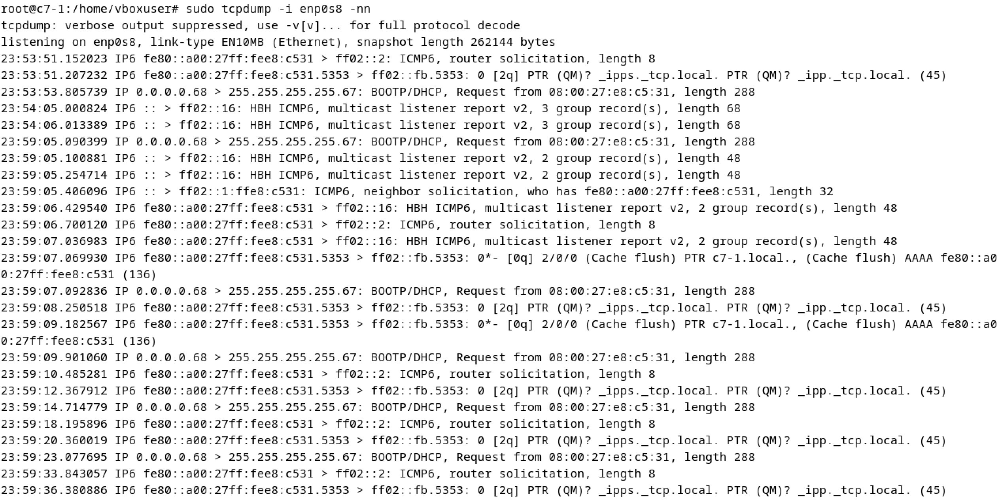 root@c7-1:/home/vboxuser# sudo tcpdump -i enp0s8 -nn
tcpdump: verbose output suppressed, use -v[v]... for full protocol decode
listening on enp0s8, link-type EN10MB (Ethernet), snapshot length 262144 bytes
23:53:51.152023 IP6 fe80::a00:27ff:fee8:c531 > ff02::2: ICMP6, router solicitation, length 8
23:53:51.207232 IP6 fe80::a00:27ff:fee8:c531.5353 > ff02::fb.5353: 0 [2q] PTR (QM)? _ipps._tcp.local. PTR (QM)? _ipp._tcp.local. (45)
23:53:53.805739 IP 0.0.0.0.68 > 255.255.255.255.67: BOOTP/DHCP, Request from 08:00:27:e8:c5:31, length 288
23:54:05.000824 IP6 :: > ff02::16: HBH ICMP6, multicast listener report v2, 3 group record(s), length 68
23:54:06.013389 IP6 :: > ff02::16: HBH ICMP6, multicast listener report v2, 3 group record(s), length 68
23:59:05.090399 IP 0.0.0.0.68 > 255.255.255.255.67: BOOTP/DHCP, Request from 08:00:27:e8:c5:31, length 288
23:59:05.100881 IP6 :: > ff02::16: HBH ICMP6, multicast listener report v2, 2 group record(s), length 48
23:59:05.254714 IP6 :: > ff02::16: HBH ICMP6, multicast listener report v2, 2 group record(s), length 48
23:59:05.406096 IP6 :: > ff02::1:ffe8:c531: ICMP6, neighbor solicitation, who has fe80::a00:27ff:fee8:c531, length 32
23:59:06.429540 IP6 fe80::a00:27ff:fee8:c531 > ff02::16: HBH ICMP6, multicast listener report v2, 2 group record(s), length 48
23:59:06.700120 IP6 fe80::a00:27ff:fee8:c531 > ff02::2: ICMP6, router solicitation, length 8
23:59:07.036983 IP6 fe80::a00:27ff:fee8:c531 > ff02::16: HBH ICMP6, multicast listener report v2, 2 group record(s), length 48
23:59:07.069930 IP6 fe80::a00:27ff:fee8:c531.5353 > ff02::fb.5353: 0*- [0q] 2/0/0 (Cache flush) PTR c7-1.local., (Cache flush) AAAA fe80::a0
0:27ff:fee8:c531 (136)
23:59:07.092836 IP 0.0.0.0.68 > 255.255.255.255.67: BOOTP/DHCP, Request from 08:00:27:e8:c5:31, length 288
23:59:08.250518 IP6 fe80::a00:27ff:fee8:c531.5353 > ff02::fb.5353: 0 [2q] PTR (QM)? _ipps._tcp.local. PTR (QM)? _ipp._tcp.local. (45)
23:59:09.182567 IP6 fe80::a00:27ff:fee8:c531.5353 > ff02::fb.5353: 0*- [0q] 2/0/0 (Cache flush) PTR c7-1.local., (Cache flush) AAAA fe80::a0
0:27ff:fee8:c531 (136)
23:59:09.901060 IP 0.0.0.0.68 > 255.255.255.255.67: BOOTP/DHCP, Request from 08:00:27:e8:c5:31, length 288
23:59:10.485281 IP6 fe80::a00:27ff:fee8:c531 > ff02::2: ICMP6, router solicitation, length 8
23:59:12.367912 IP6 fe80::a00:27ff:fee8:c531.5353 > ff02::fb.5353: 0 [2q] PTR (QM)? _ipps._tcp.local. PTR (QM)? _ipp._tcp.local. (45)
23:59:14.714779 IP 0.0.0.0.68 > 255.255.255.255.67: BOOTP/DHCP, Request from 08:00:27:e8:c5:31, length 288
23:59:18.195896 IP6 fe80::a00:27ff:fee8:c531 > ff02::2: ICMP6, router solicitation, length 8
23:59:20.360019 IP6 fe80::a00:27ff:fee8:c531.5353 > ff02::fb.5353: 0 [2q] PTR (QM)? _ipps._tcp.local. PTR (QM)? _ipp._tcp.local. (45)
23:59:23.077695 IP 0.0.0.0.68 > 255.255.255.255.67: BOOTP/DHCP, Request from 08:00:27:e8:c5:31, length 288
23:59:33.843057 IP6 fe80::a00:27ff:fee8:c531 > ff02::2: ICMP6, router solicitation, length 8
23:59:36.380886 IP6 fe80::a00:27ff:fee8:c531.5353 > ff02::fb.5353: 0 [2q] PTR (QM)? _ipps._tcp.local. PTR (QM)? _ipp._tcp.local. (45)